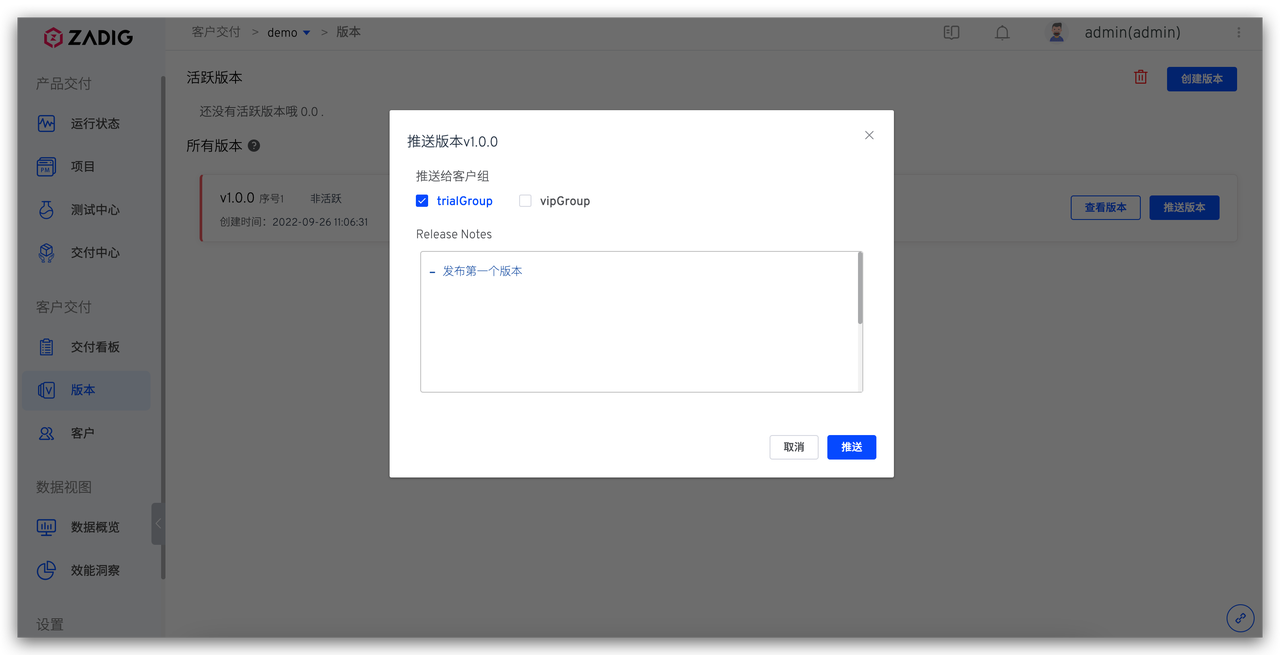 ZADIG
客户交付 > demo > 版本
admin(admin)
产品交付
运行状态
项目
测试中心
交付中心
客户交付
交付看板
版本
客户
数据视图
数据概览
效能洞察
设置
活跃版本
创建版本
还没有活跃版本哦 0.0 .
所有版本 ?
v1.0.0 序号1 非活跃
创建时间：2022-09-26 11:06:31
查看版本 推送版本
推送版本v1.0.0
推送给客户组
trialGroup vipGroup
Release Notes
- 发布第一个版本
取消 推送